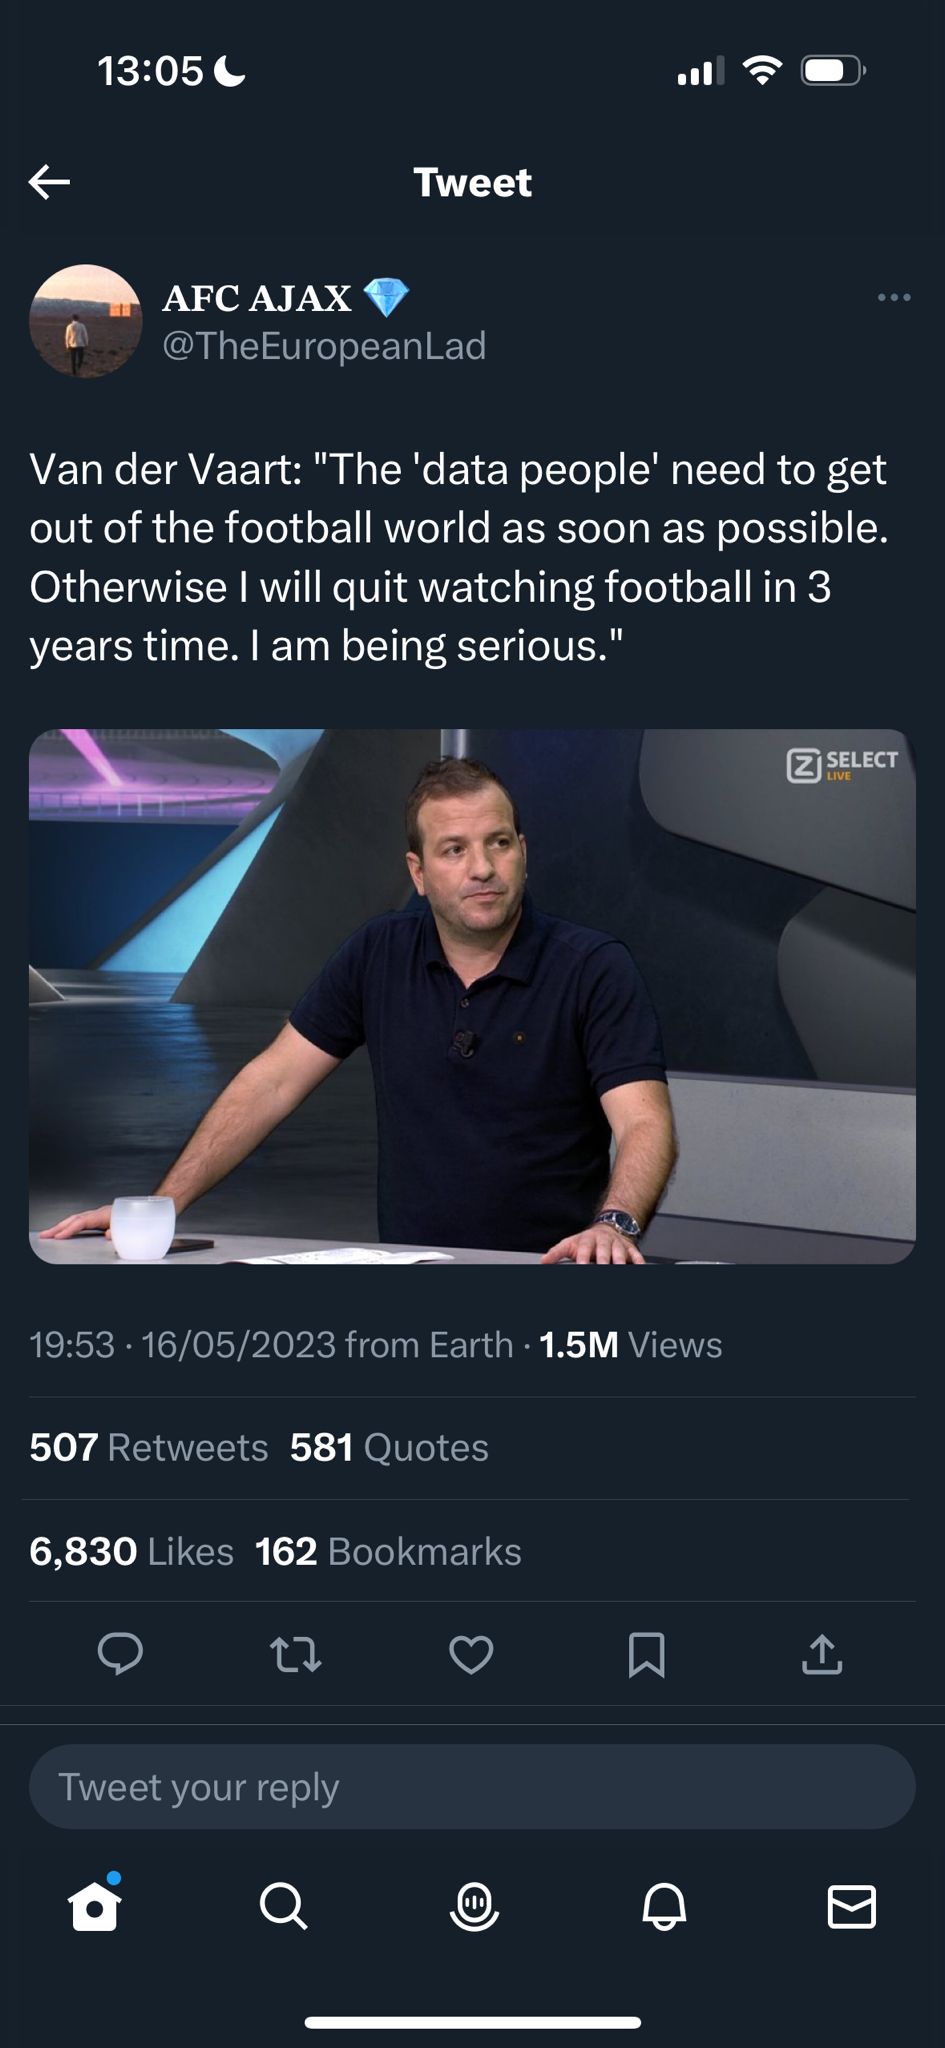 13:05
Tweet
AFC AJAX 💎
@TheEuropeanLad
Van der Vaart: "The 'data people' need to get
out of the football world as soon as possible.
Otherwise I will quit watching football in 3
years time. I am being serious."
Z SELECT
LIVE
19:53 · 16/05/2023 from Earth · 1.5M Views
507 Retweets 581 Quotes
6,830 Likes 162 Bookmarks
Tweet your reply